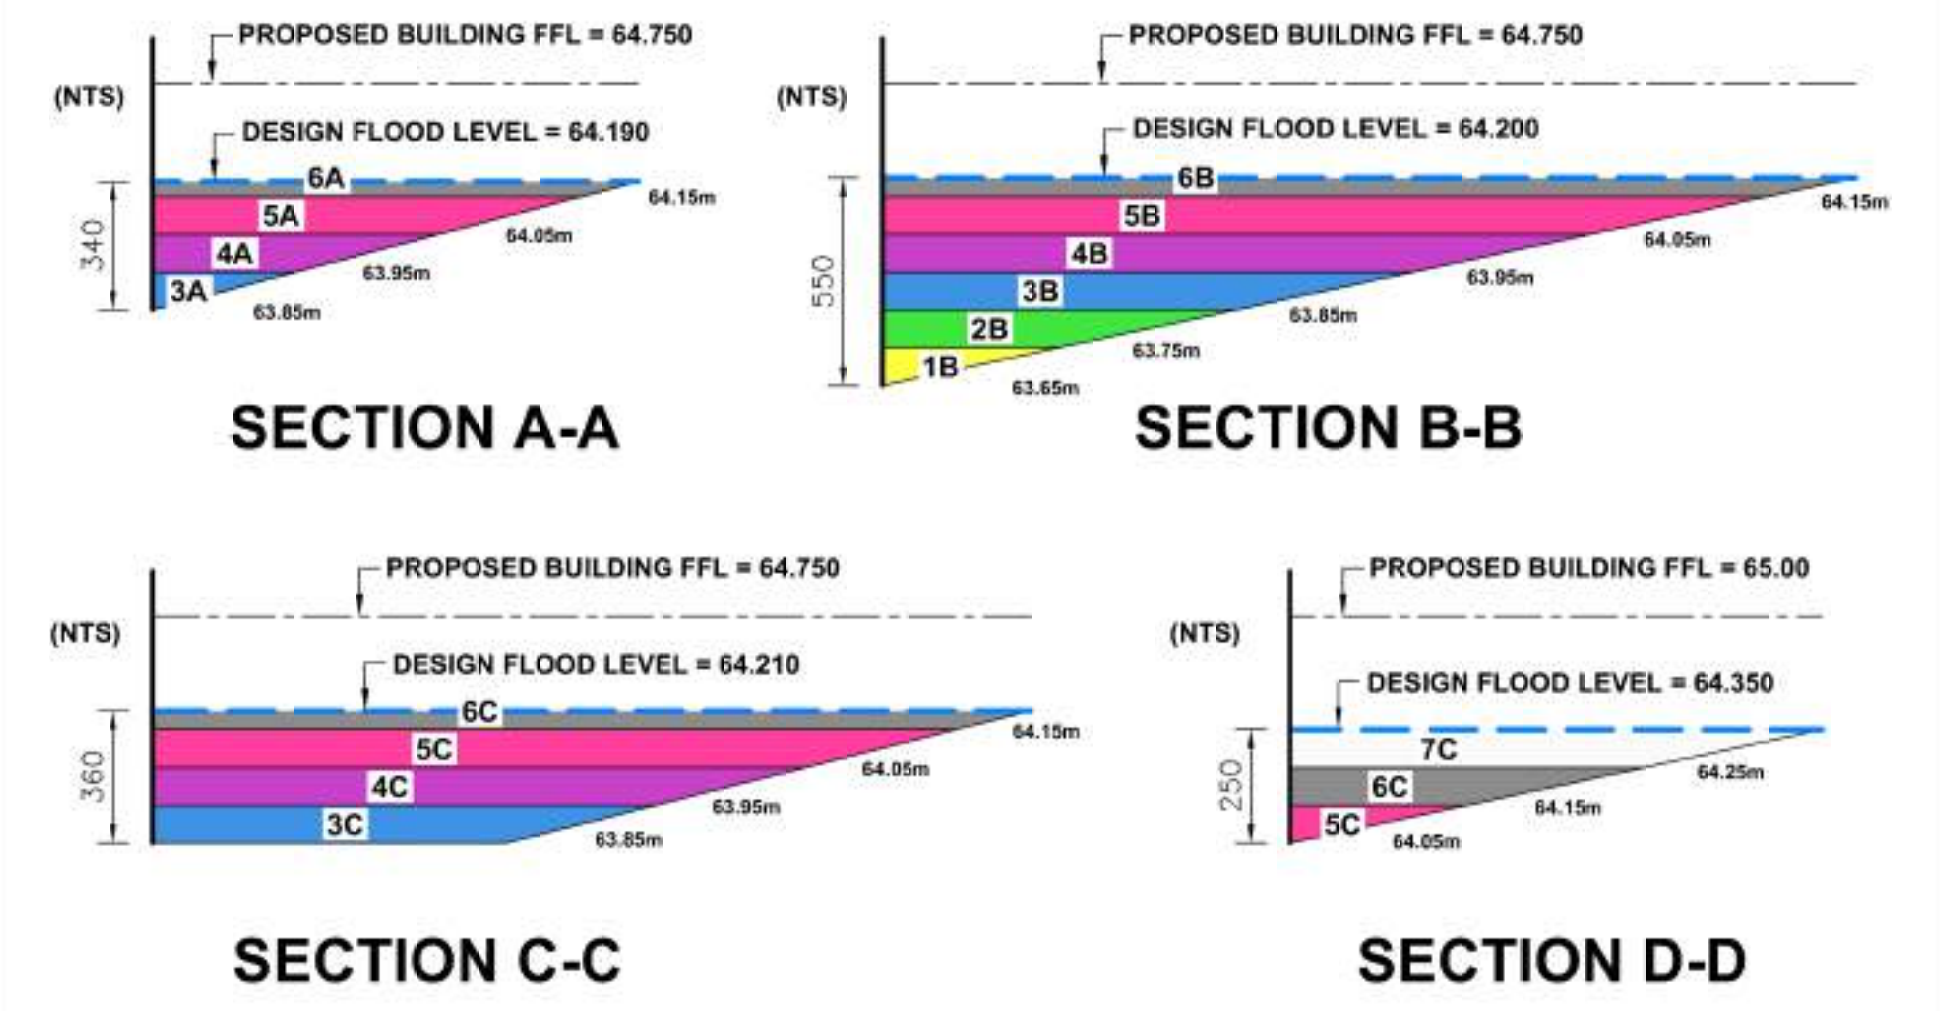 PROPOSED BUILDING FFL = 64.750
(NTS)
DESIGN FLOOD LEVEL = 64.190
6A
5A
4A
3A
340
64.15m
64.05m
63.95m
63.85m
SECTION A-A
PROPOSED BUILDING FFL = 64.750
(NTS)
DESIGN FLOOD LEVEL = 64.200
6B
5B
4B
3B
2B
1B
550
64.15m
64.05m
63.95m
63.85m
63.75m
63.65m
SECTION B-B
PROPOSED BUILDING FFL = 64.750
(NTS)
DESIGN FLOOD LEVEL = 64.210
6C
5C
4C
3C
360
64.15m
64.05m
63.95m
63.85m
SECTION C-C
PROPOSED BUILDING FFL = 65.00
(NTS)
DESIGN FLOOD LEVEL = 64.350
7C
6C
5C
250
64.25m
64.15m
64.05m
SECTION D-D